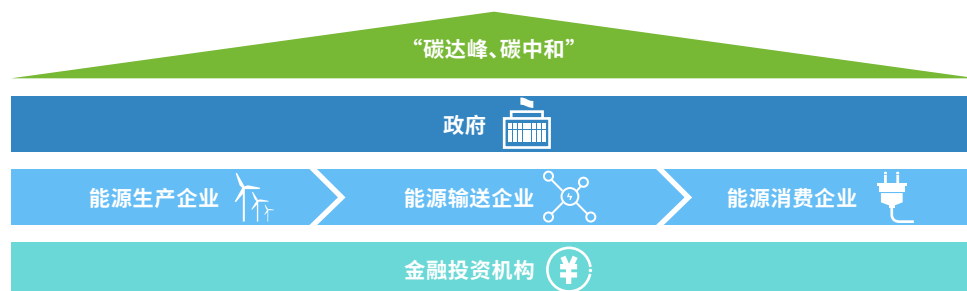 “碳达峰、碳中和”
政府
能源生产企业
能源输送企业
能源消费企业
金融投资机构